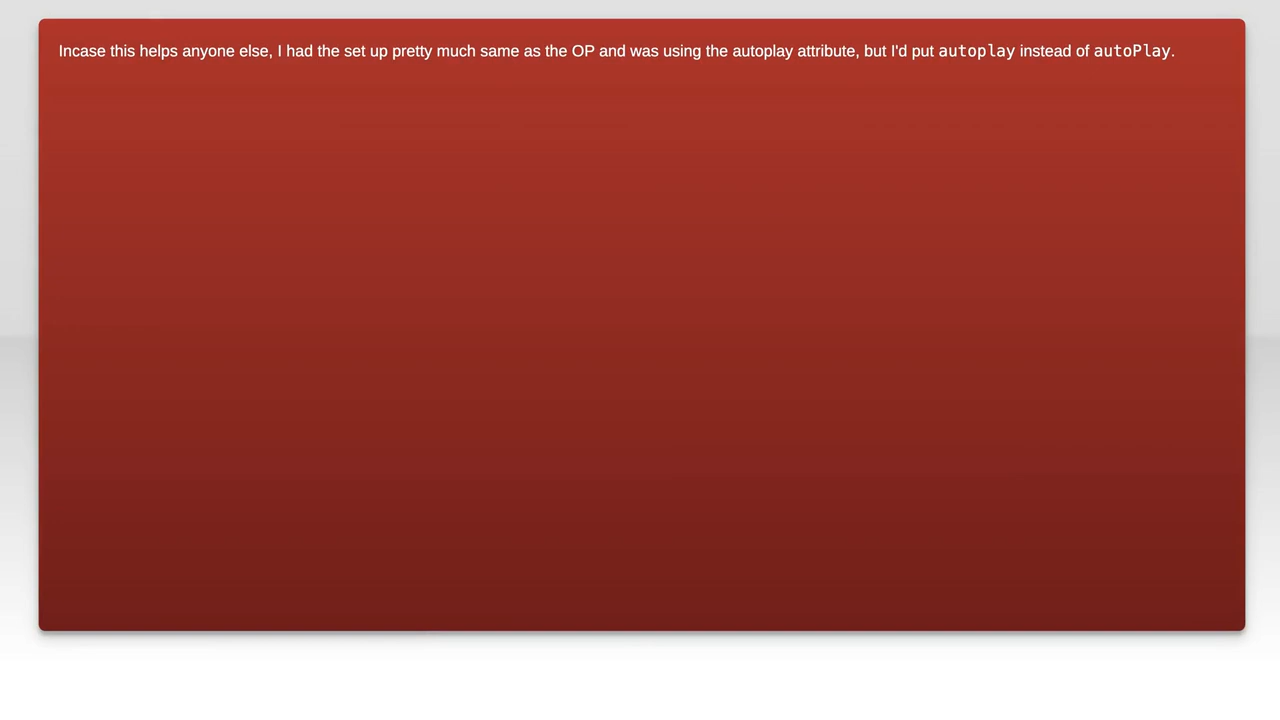 Incase this helps anyone else, I had the set up pretty much same as the OP and was using the autoplay attribute, but I'd put autoplay instead of autoPlay.